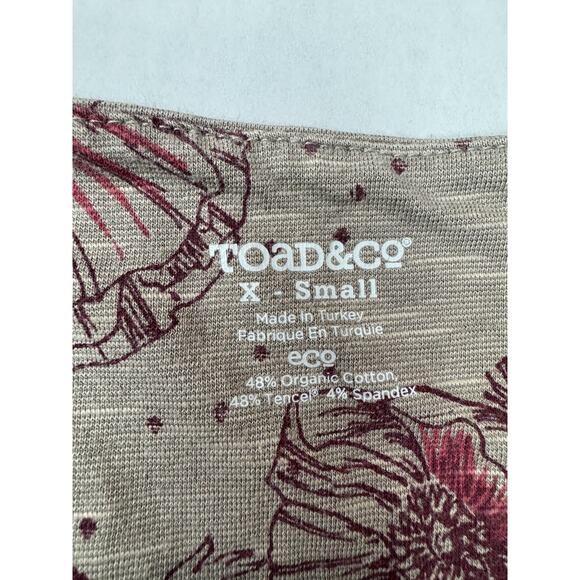 TOAD&CO®
X - Small
Made In Turkey
Fabrique En Turquie
eco
48% Organic Cotton
48% Tencel® 4% Spandex